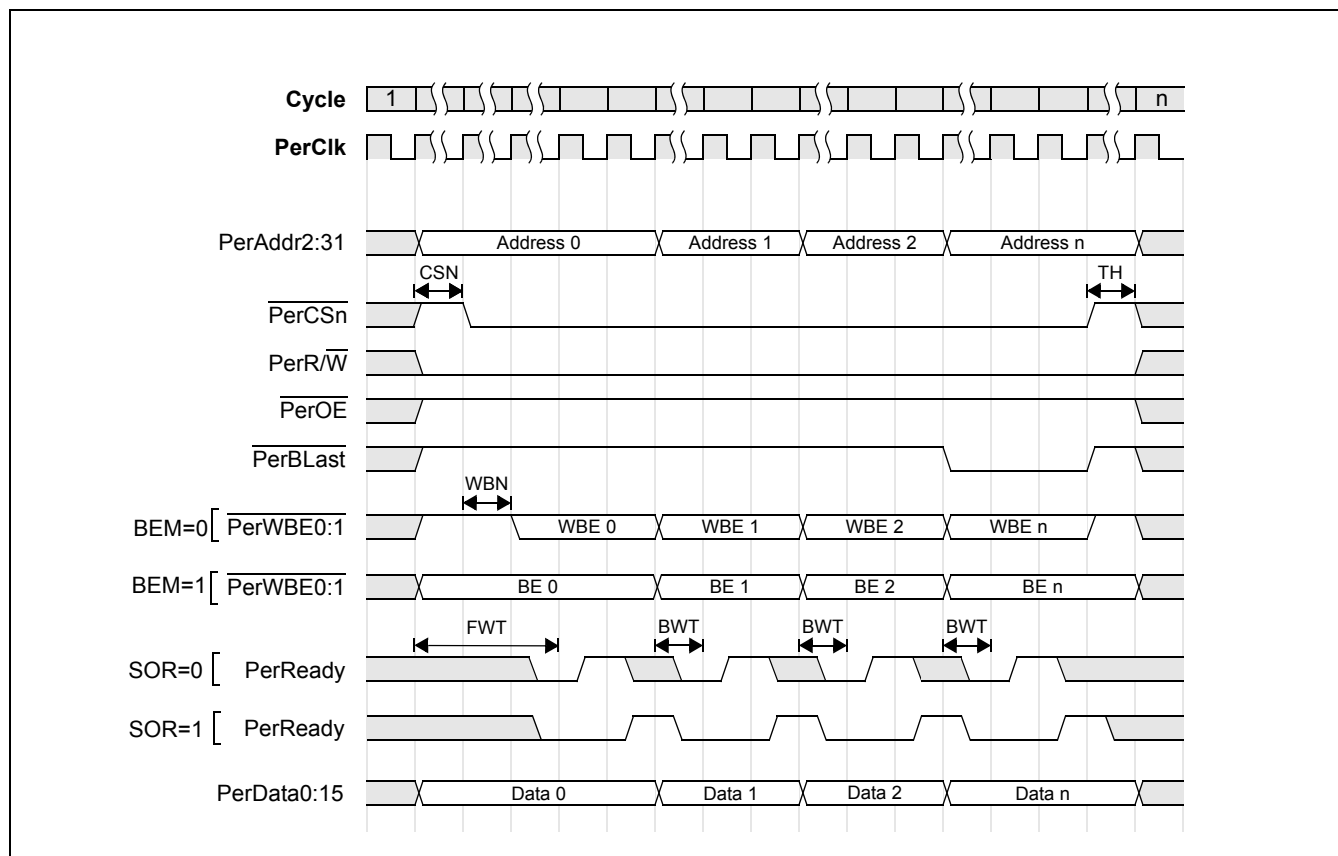 Cycle 1 n
PerClk
PerAddr2:31 Address 0 Address 1 Address 2 Address n
CSN TH
PerCSn
PerR/W
PerOE
PerBLast
WBN
BEM=0[ PerWBE0:1 WBE 0 WBE 1 WBE 2 WBE n
BEM=1[ PerWBE0:1 BE 0 BE 1 BE 2 BE n
FWT BWT BWT BWT
SOR=0 [ PerReady
SOR=1 [ PerReady
PerData0:15 Data 0 Data 1 Data 2 Data n